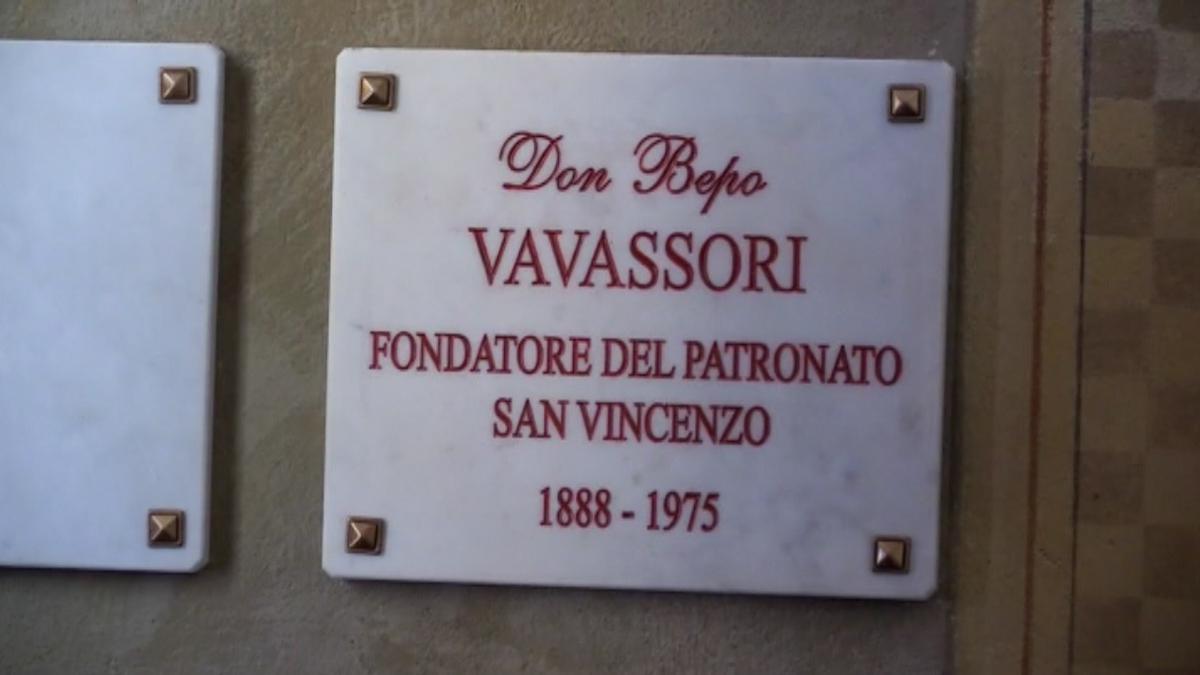 Don Bepo
VAVASSORI
FONDATORE DEL PATRONATO
SAN VINCENZO
1888 - 1975